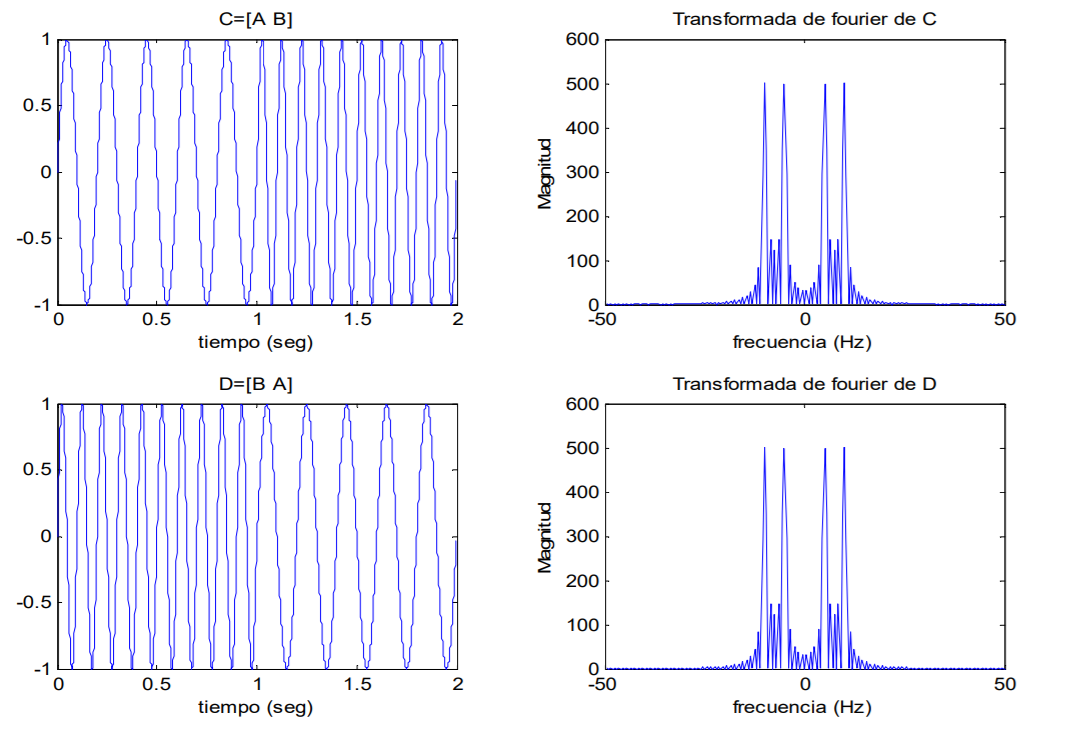 C=[A B]
1
0.5
0
-0.5
-1
0 0.5 1 1.5 2
tiempo (seg)
Transformada de fourier de C
600
500
400
300
200
100
0
Magnitud
-50 0 50
frecuencia (Hz)
D=[B A]
1
0.5
0
-0.5
-1
0 0.5 1 1.5 2
tiempo (seg)
Transformada de fourier de D
600
500
400
300
200
100
0
Magnitud
-50 0 50
frecuencia (Hz)